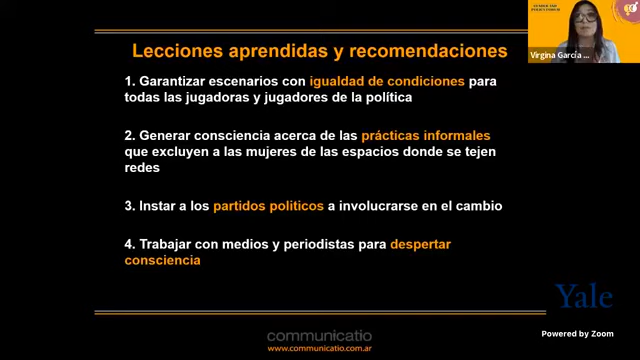 Lecciones aprendidas y recomendaciones
1. Garantizar escenarios con igualdad de condiciones para
todas las jugadoras y jugadores de la política
2. Generar consciencia acerca de las prácticas informales
que excluyen a las mujeres de las espacios donde se tejen
redes
3. Instar a los partidos politicos a involucrarse en el cambio
4. Trabajar con medios y periodistas para despertar
consciencia
Virgina García ...
Yale
Powered by Zoom
communicatio
www.communicatio.com.ar